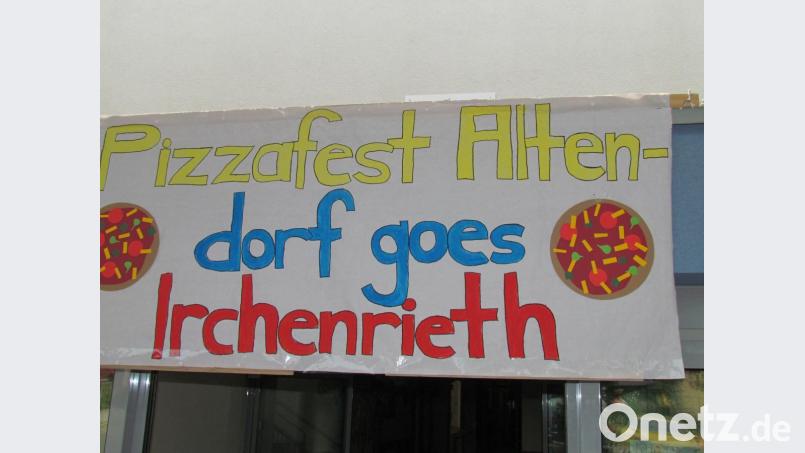 Pizzafest Alten-
dorf goes
Irchenrieth
Onetz.de